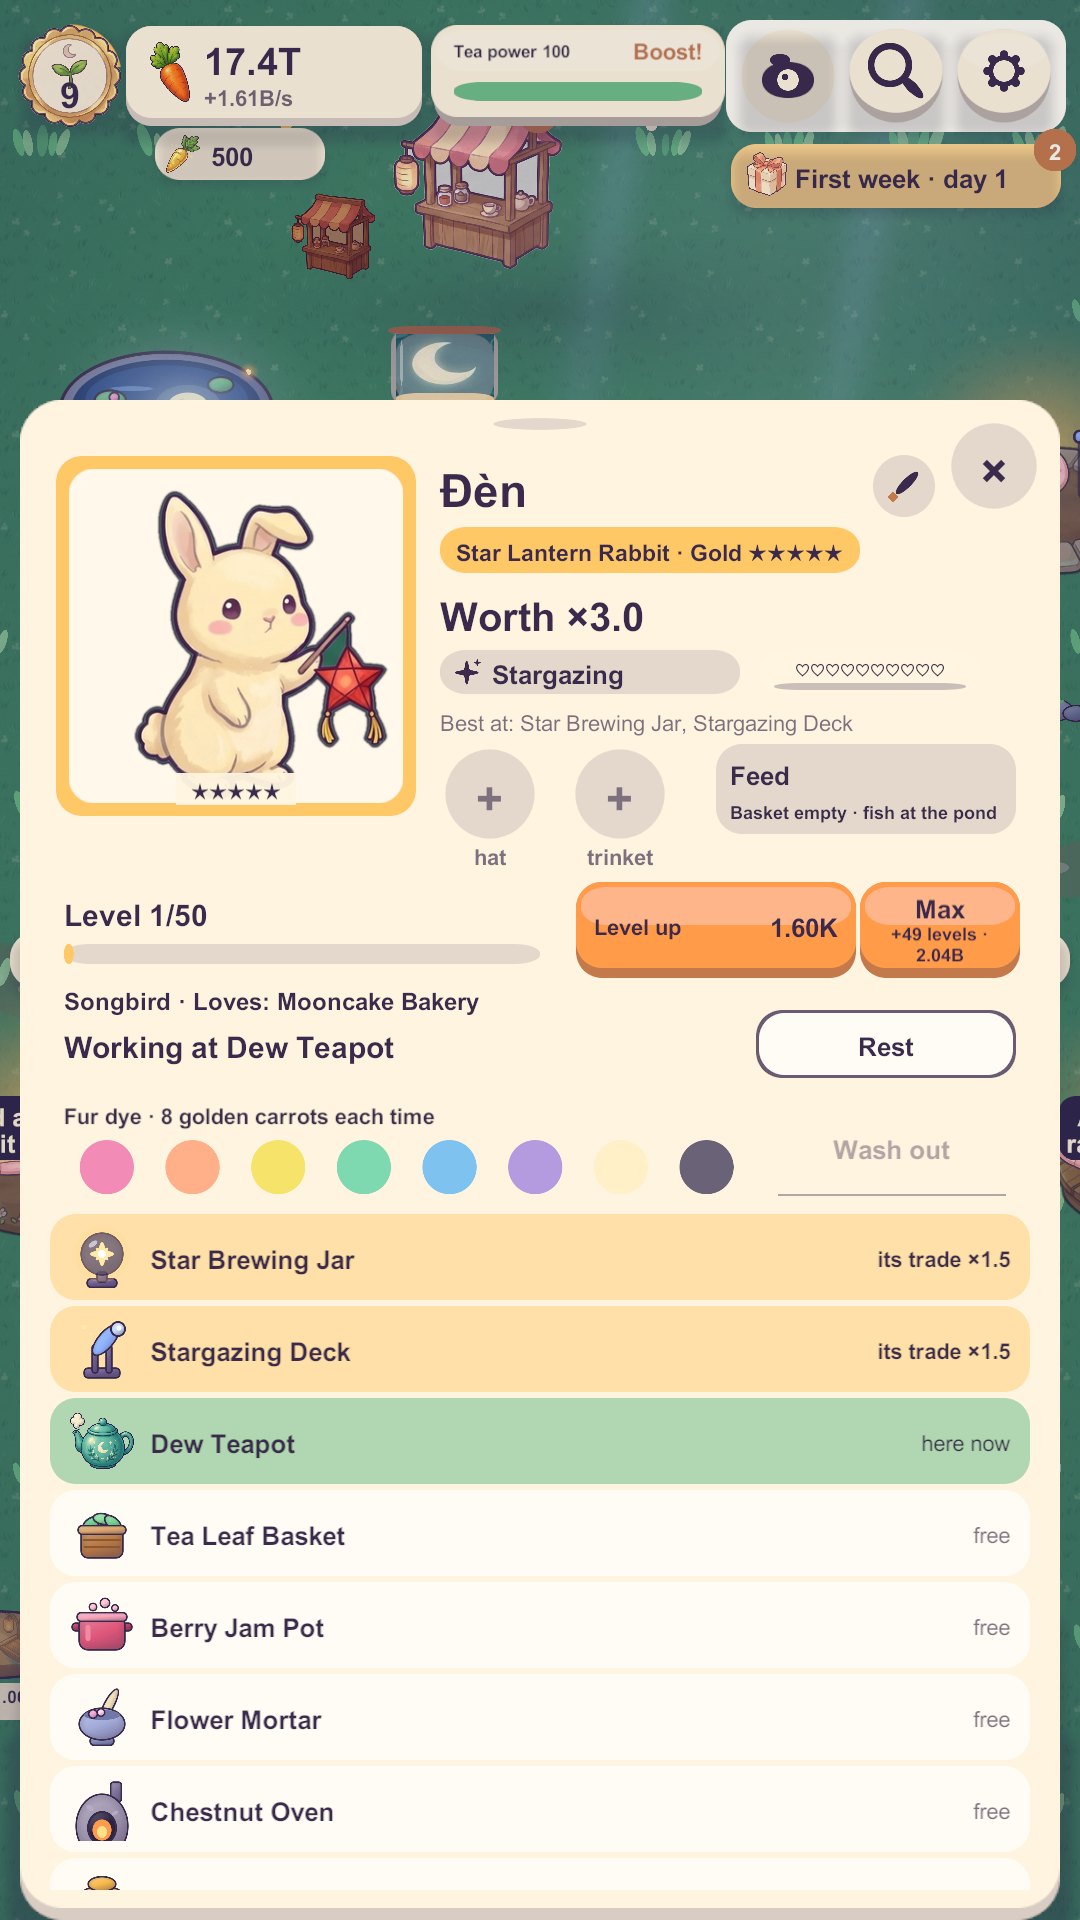 9
17.4T
+1.61B/s
500
Tea power 100
Boost!
First week · day 1
2
Đèn
Star Lantern Rabbit · Gold ★★★★★
Worth ×3.0
Stargazing
♡♡♡♡♡♡♡♡♡♡
Best at: Star Brewing Jar, Stargazing Deck
★★★★★
+
+
hat
trinket
Feed
Basket empty · fish at the pond
Level 1/50
Level up
1.60K
Max
+49 levels ·
2.04B
Songbird · Loves: Mooncake Bakery
Working at Dew Teapot
Rest
Fur dye · 8 golden carrots each time
Wash out
Star Brewing Jar
its trade ×1.5
Stargazing Deck
its trade ×1.5
Dew Teapot
here now
Tea Leaf Basket
free
Berry Jam Pot
free
Flower Mortar
free
Chestnut Oven
free